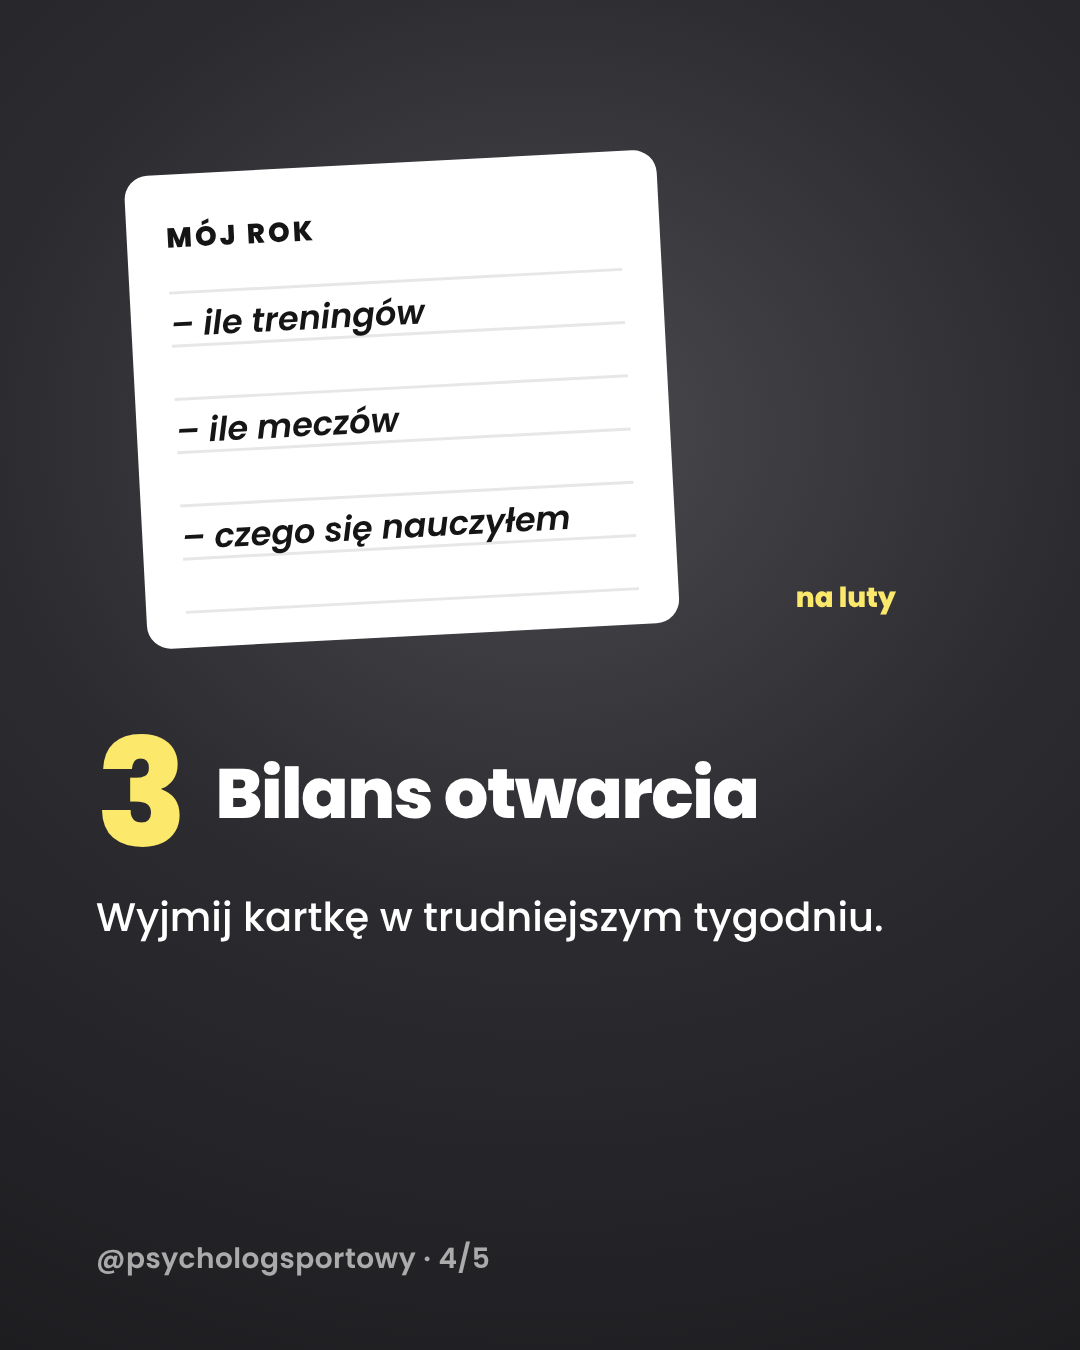 MÓJ ROK
– ile treningów
– ile meczów
– czego się nauczyłem
na luty
3 Bilans otwarcia
Wyjmij kartkę w trudniejszym tygodniu.
@psychologsportowy · 4/5